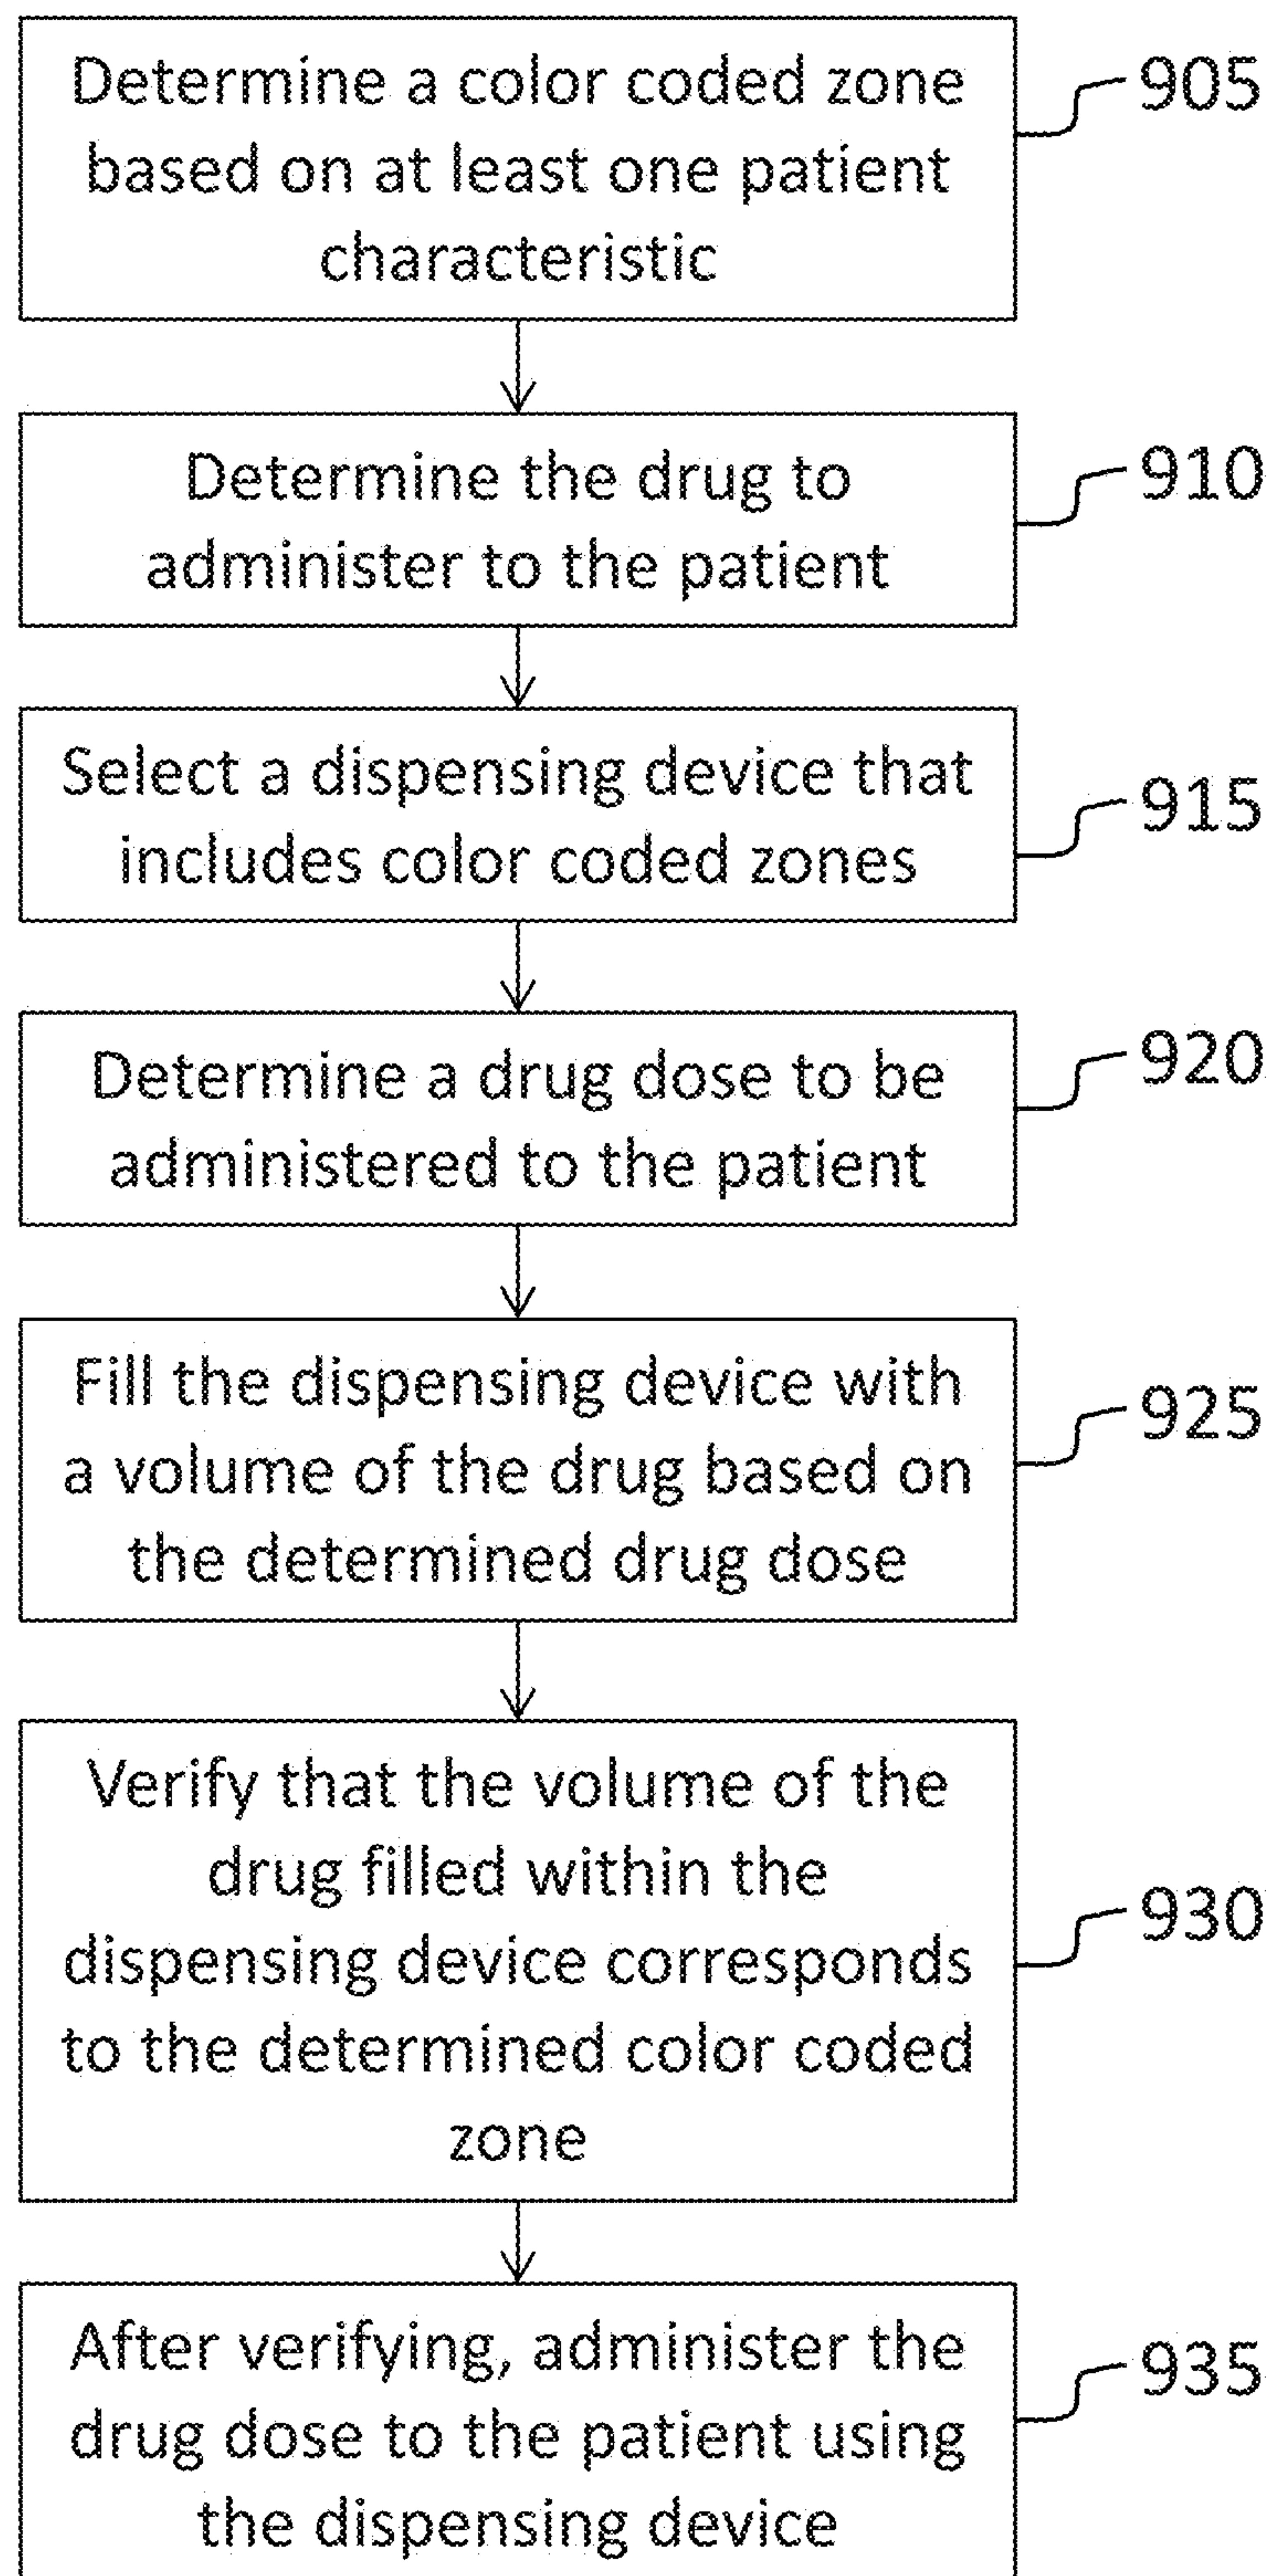 Determine a color coded zone
based on at least one patient
characteristic
905
Determine the drug to
administer to the patient
910
Select a dispensing device that
includes color coded zones
915
Determine a drug dose to be
administered to the patient
920
Fill the dispensing device with
a volume of the drug based on
the determined drug dose
925
Verify that the volume of the
drug filled within the
dispensing device corresponds
to the determined color coded
zone
930
After verifying, administer the
drug dose to the patient using
the dispensing device
935